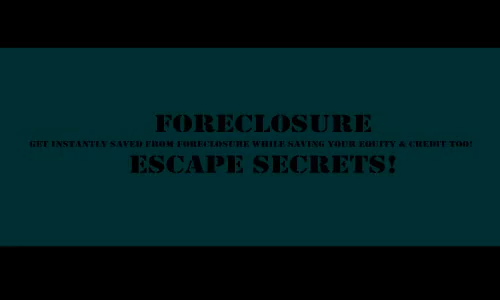 FORECLOSURE
GET INSTANTLY SAVED FROM FORECLOSURE WHILE SAVING YOUR EQUITY & CREDIT TOO!
ESCAPE SECRETS!